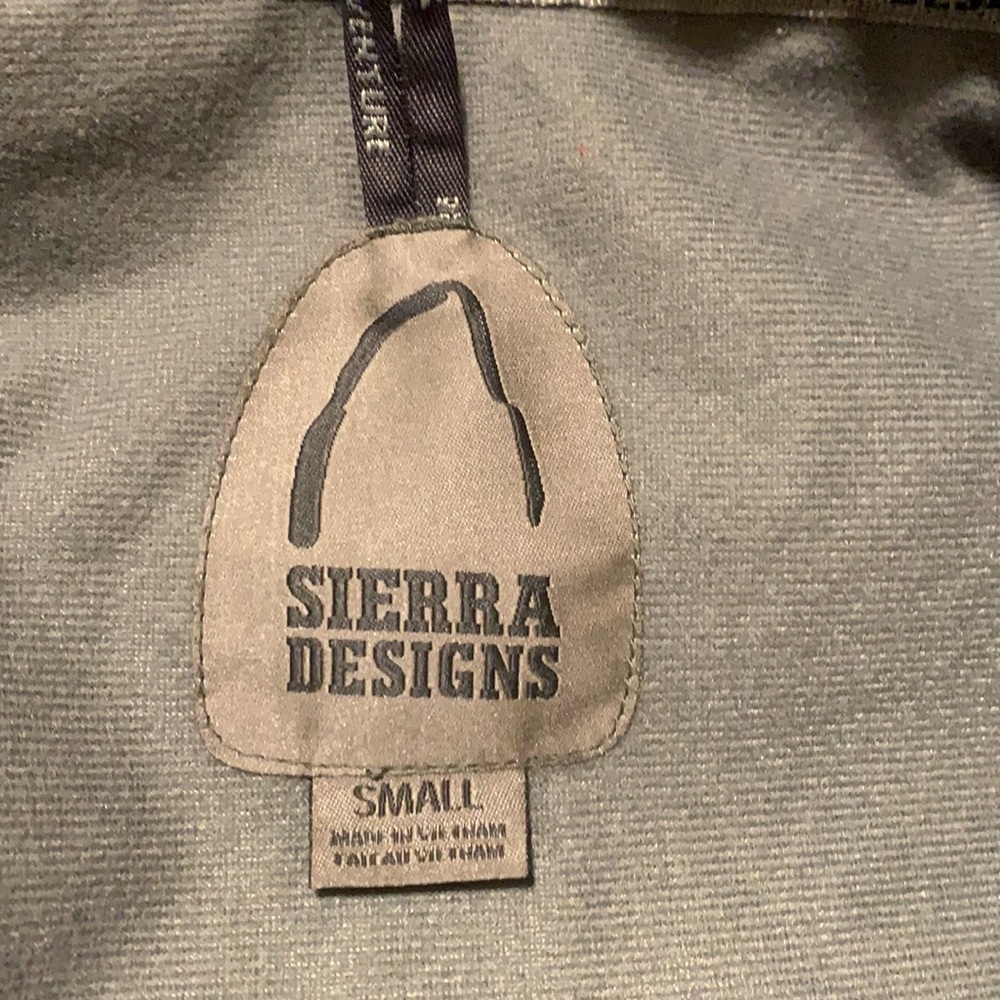 SIERRA
DESIGNS
SMALL
MADE IN VIETNAM
FAIT AU VIETNAM